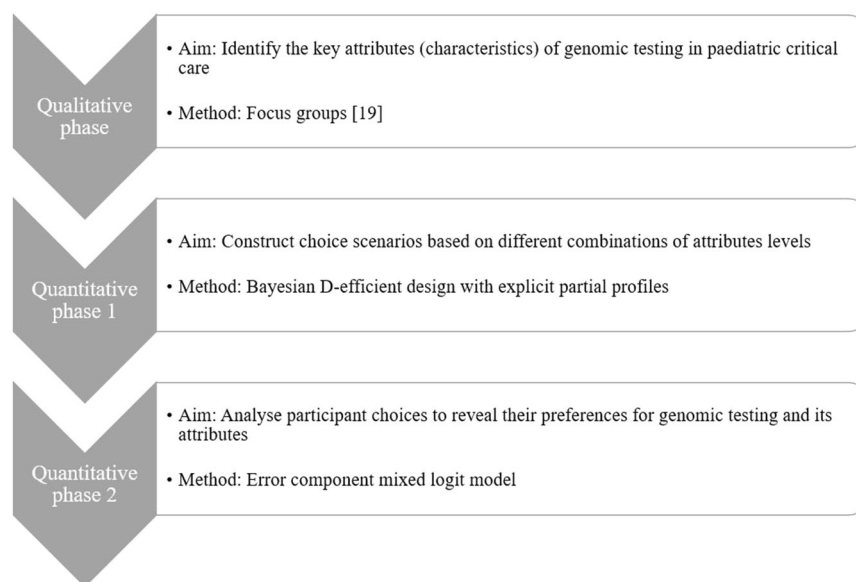 Qualitative
phase
• Aim: Identify the key attributes (characteristics) of genomic testing in paediatric critical
care
• Method: Focus groups [19]
Quantitative
phase 1
• Aim: Construct choice scenarios based on different combinations of attributes levels
• Method: Bayesian D-efficient design with explicit partial profiles
Quantitative
phase 2
• Aim: Analyse participant choices to reveal their preferences for genomic testing and its
attributes
• Method: Error component mixed logit model